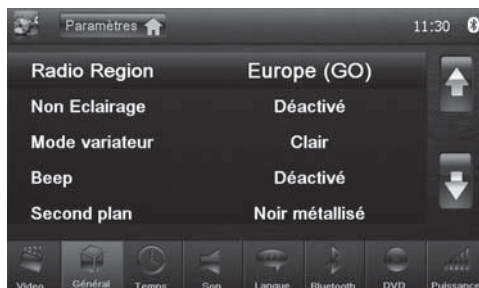 Paramètres 11:30
Radio Region Europe (GO)
Non Eclairage Déactivé
Mode variateur Clair
Beep Déactivé
Second plan Noir métallisé
Video Général Temps Son Langue Bluetooth DVD Puissance